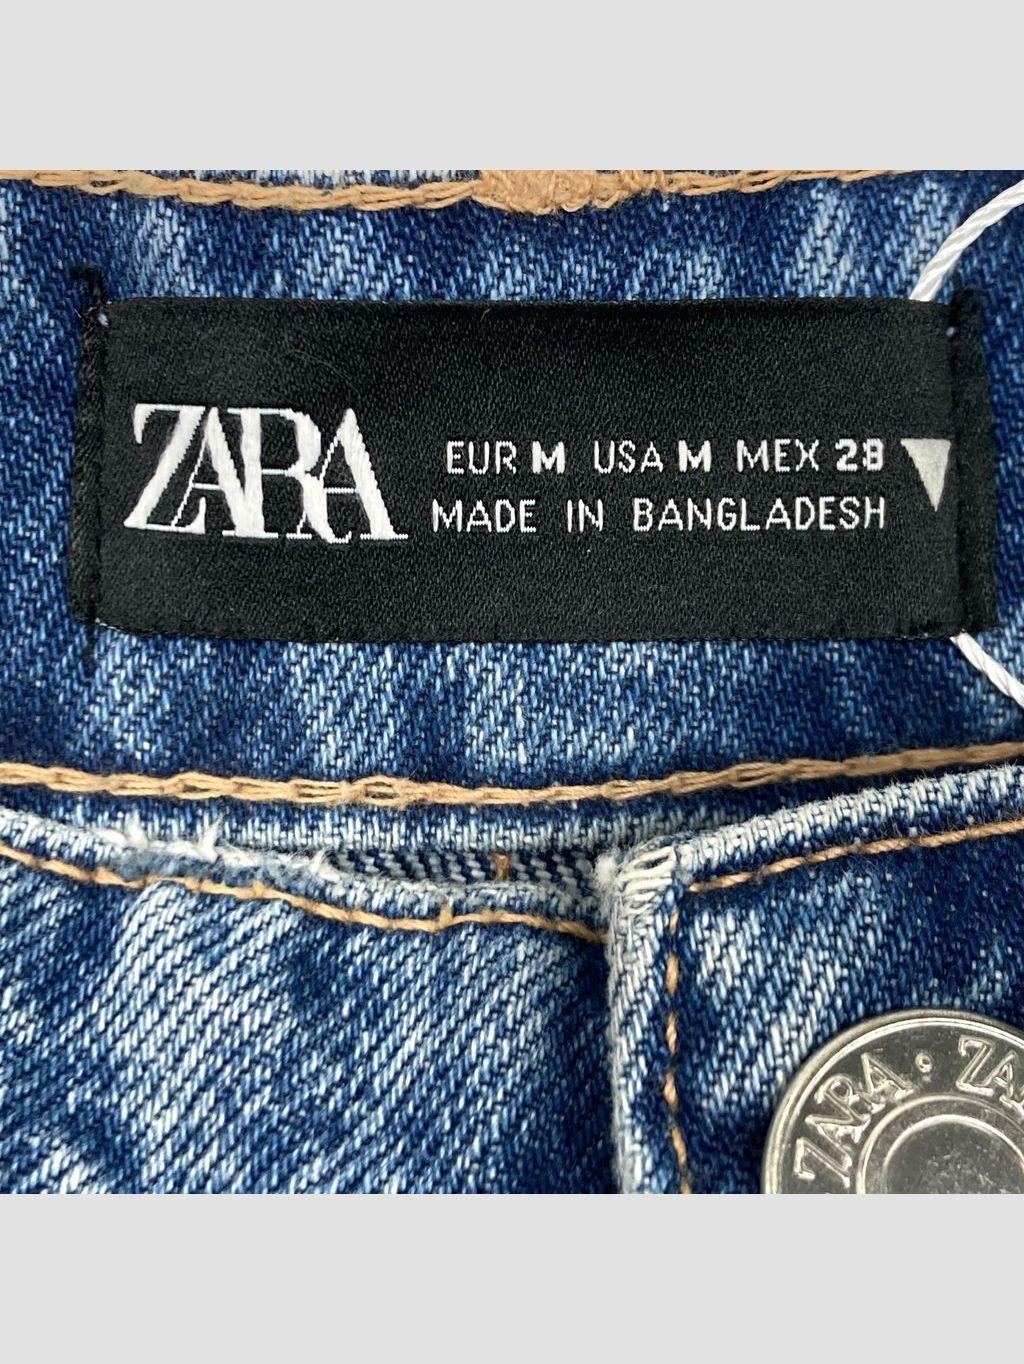 ZARA
EUR M USA M MEX 28
MADE IN BANGLADESH
ZARA · ZA